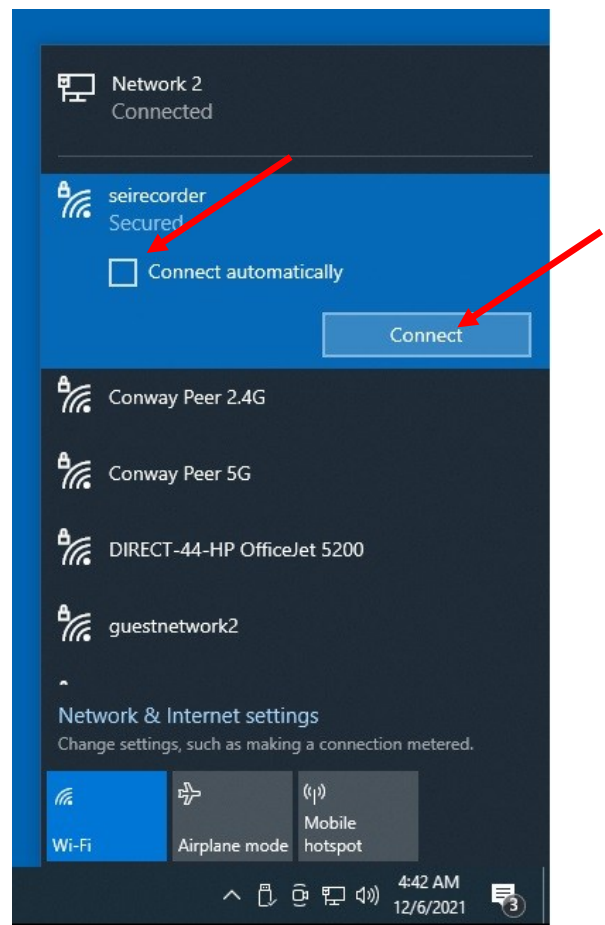 Network 2
Connected
seirecorder
Secured
Connect automatically
Connect
Conway Peer 2.4G
Conway Peer 5G
DIRECT-44-HP OfficeJet 5200
guestnetwork2
Network & Internet settings
Change settings, such as making a connection metered.
Wi-Fi
Airplane mode
Mobile
hotspot
4:42 AM
12/6/2021
3